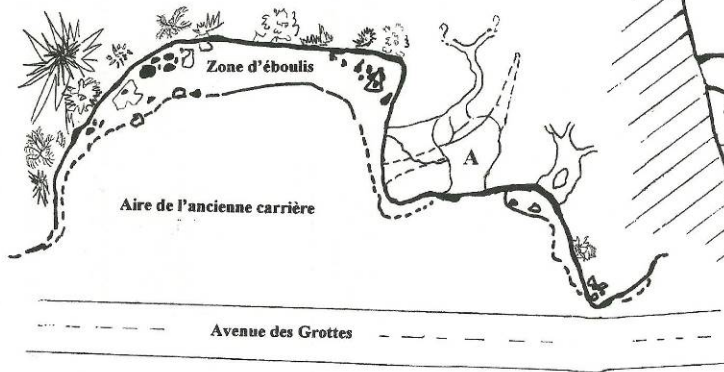 ? ?
?
Zone d'éboulis
A
Aire de l'ancienne carrière
Avenue des Grottes